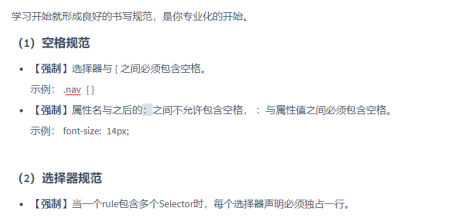 学习开始就形成良好的书写规范，是你专业化的开始。
（1）空格规范
• 【强制】选择器与 { 之间必须包含空格。
示例： .nav { }
• 【强制】属性名与之后的 : 之间不允许包含空格， : 与属性值之间必须包含空格。
示例： font-size: 14px;
（2）选择器规范
• 【强制】当一个rule包含多个Selector时，每个选择器声明必须独占一行。